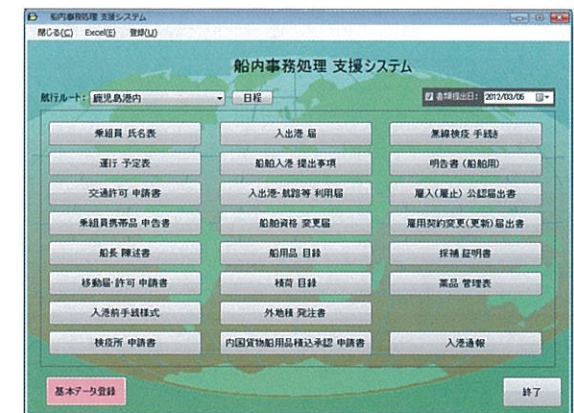 船内事務処理 支援システム
閉じる(C) Excel(E) 登録(U)
船内事務処理 支援システム
航行ルート: 鹿児島港内 日程 書類提出日: 2012/03/06
乗組員 氏名表 入出港 届 無線検疫 手続き
運行 予定表 船舶入港 提出事項 明告書 (船舶用)
交通許可 申請書 入出港・航路等 利用届 雇入(雇止) 公認届出書
乗組員携帯品 申告書 船舶資格 変更届 雇用契約変更(更新)届出書
船長 陳述書 船用品 目録 採捕 証明書
移動届・許可 申請書 積荷 目録 薬品 管理表
入港前手続様式 外地積 発注書
検疫所 申請書 内国貨物船用品積込承認 申請書 入港通報
基本データ登録 終了